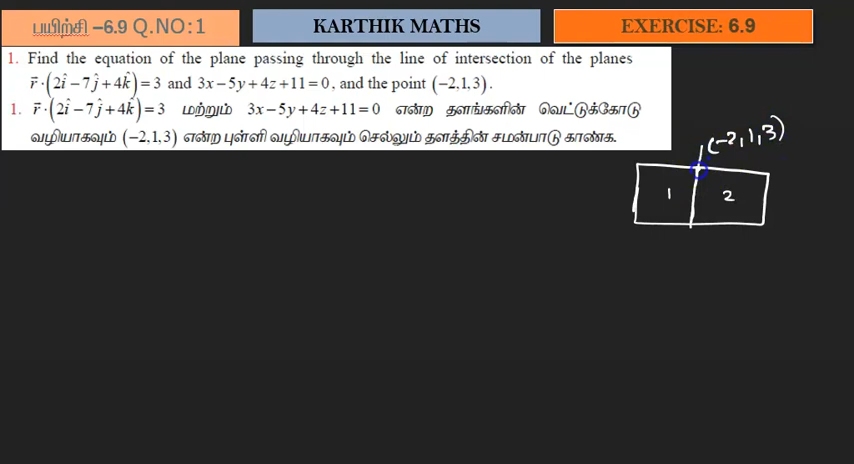 பயிற்சி –6.9 Q.NO:1
KARTHIK MATHS
EXERCISE: 6.9
1. Find the equation of the plane passing through the line of intersection of the planes
r⃗·(2î−7ĵ+4k̂)=3 and 3x−5y+4z+11=0, and the point (−2,1,3).
1. r⃗·(2î−7ĵ+4k̂)=3 மற்றும் 3x−5y+4z+11=0 என்ற தளங்களின் வெட்டுக்கோடு
வழியாகவும் (−2,1,3) என்ற புள்ளி வழியாகவும் செல்லும் தளத்தின் சமன்பாடு காண்க.
(-2,1,3)
1 2